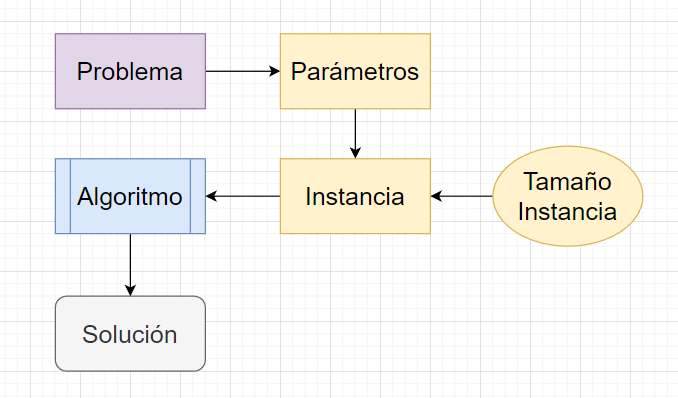 Problema
Parámetros
Algoritmo
Instancia
Tamaño
Instancia
Solución